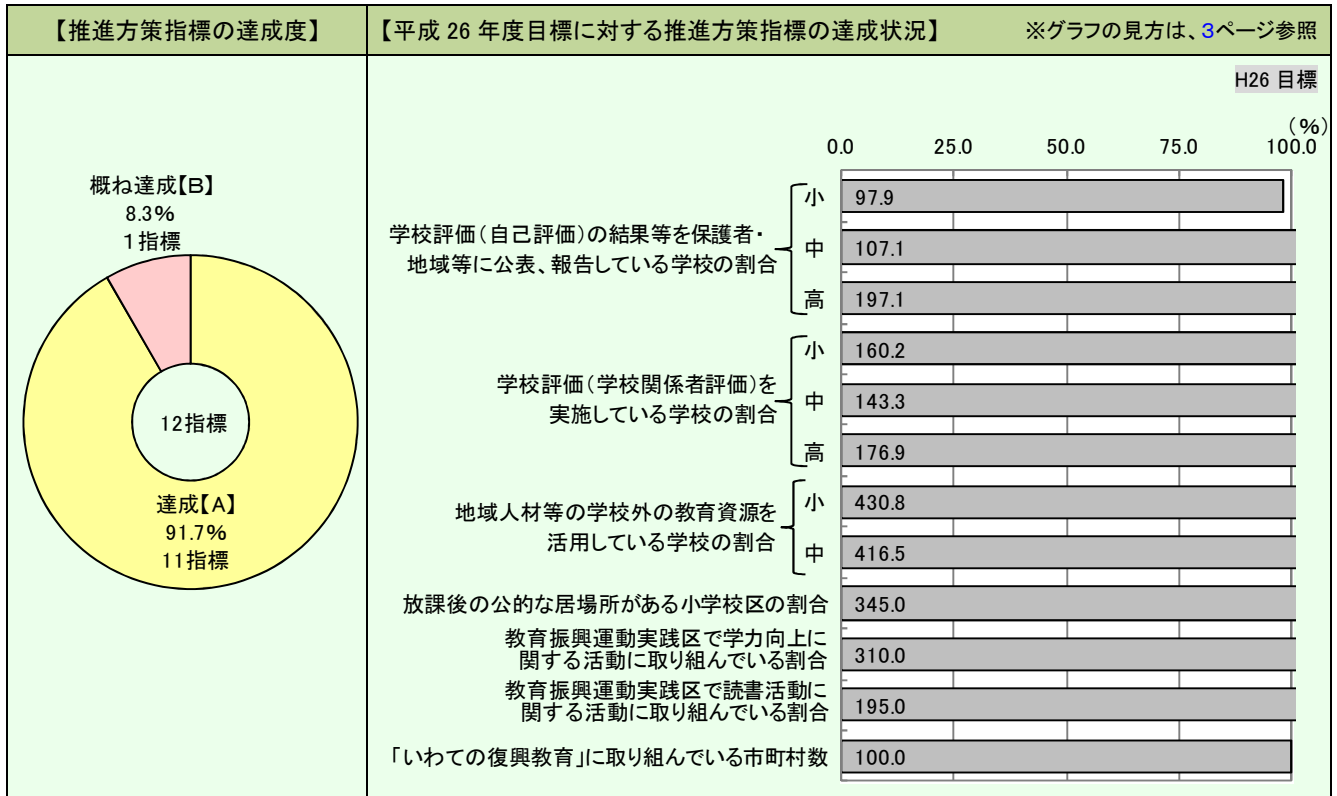 【推進方策指標の達成度】
【平成 26 年度目標に対する推進方策指標の達成状況】 ※グラフの見方は、3ページ参照
概ね達成【B】
8.3%
1指標
12指標
達成【A】
91.7%
11指標
H26 目標
(%)
0.0 25.0 50.0 75.0 100.0
学校評価(自己評価)の結果等を保護者・
地域等に公表、報告している学校の割合
小 97.9
中 107.1
高 197.1
学校評価(学校関係者評価)を
実施している学校の割合
小 160.2
中 143.3
高 176.9
地域人材等の学校外の教育資源を
活用している学校の割合
小 430.8
中 416.5
放課後の公的な居場所がある小学校区の割合 345.0
教育振興運動実践区で学力向上に
関する活動に取り組んでいる割合 310.0
教育振興運動実践区で読書活動に
関する活動に取り組んでいる割合 195.0
「いわての復興教育」に取り組んでいる市町村数 100.0